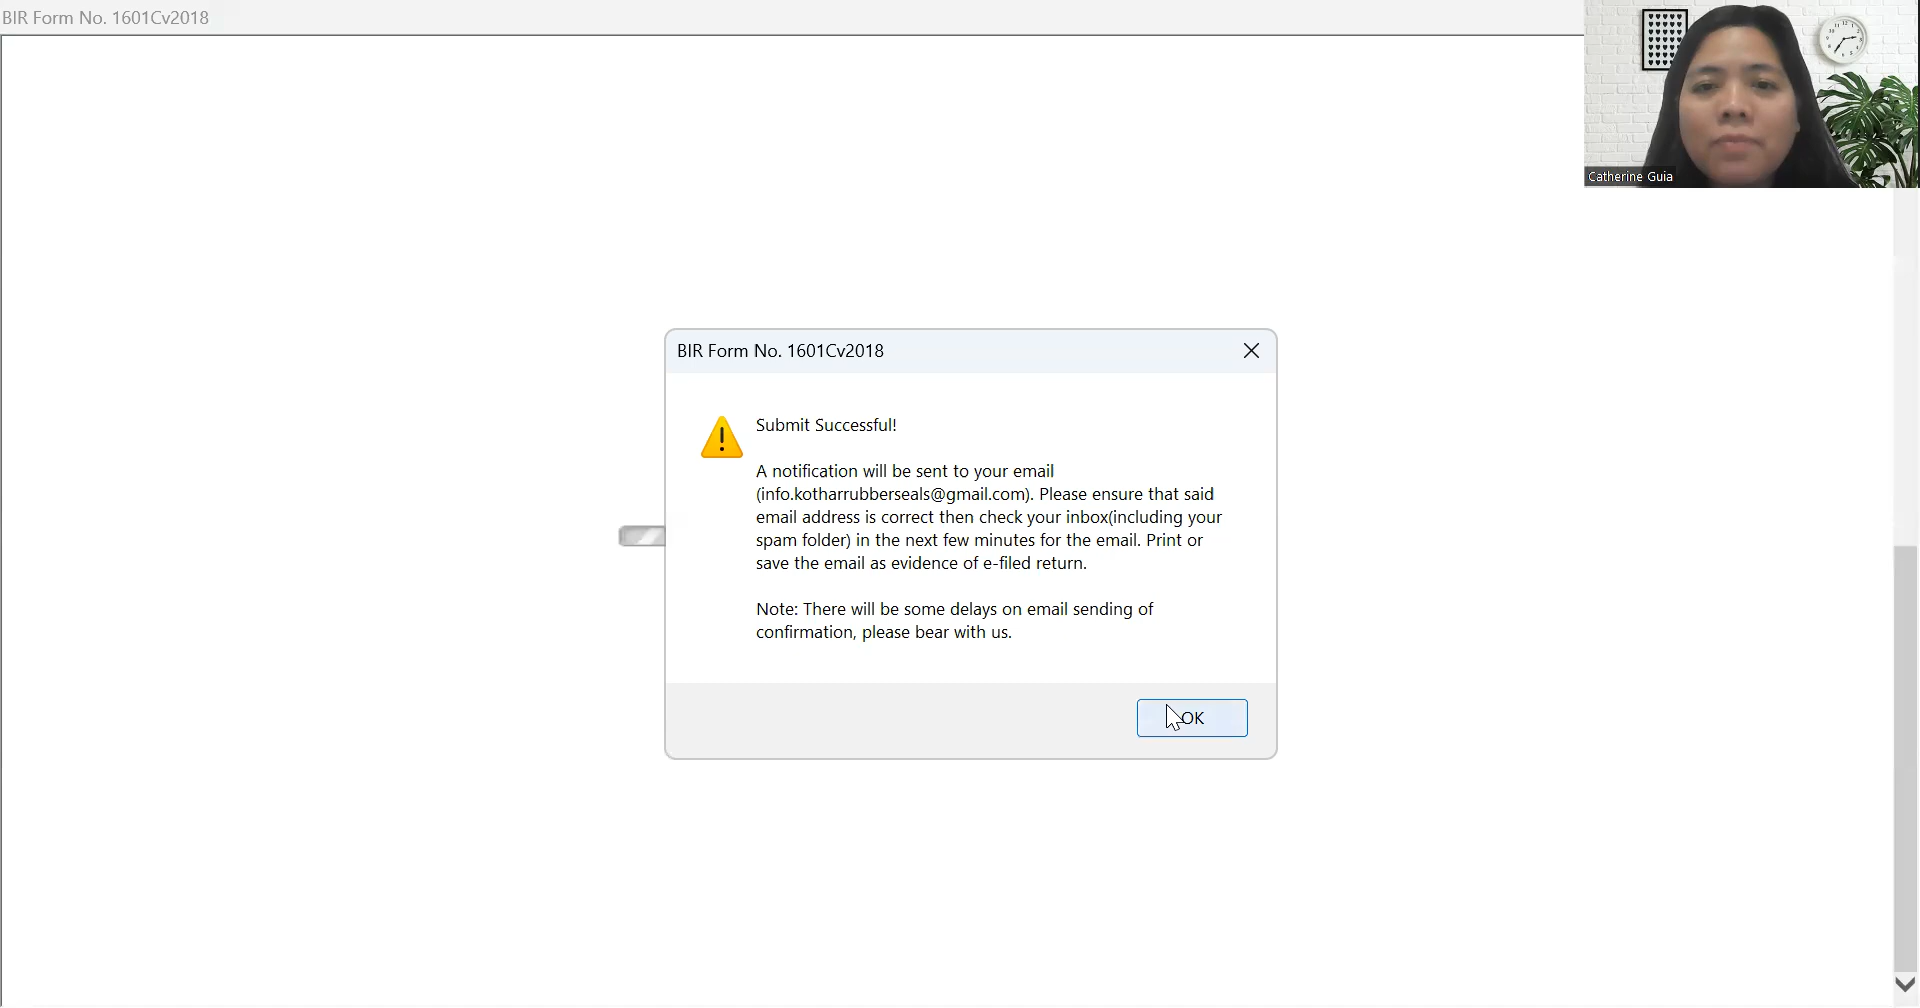 BIR Form No. 1601Cv2018
Catherine Guia
BIR Form No. 1601Cv2018
Submit Successful!
A notification will be sent to your email
(info.kotharrubberseals@gmail.com). Please ensure that said
email address is correct then check your inbox(including your
spam folder) in the next few minutes for the email. Print or
save the email as evidence of e-filed return.
Note: There will be some delays on email sending of
confirmation, please bear with us.
OK